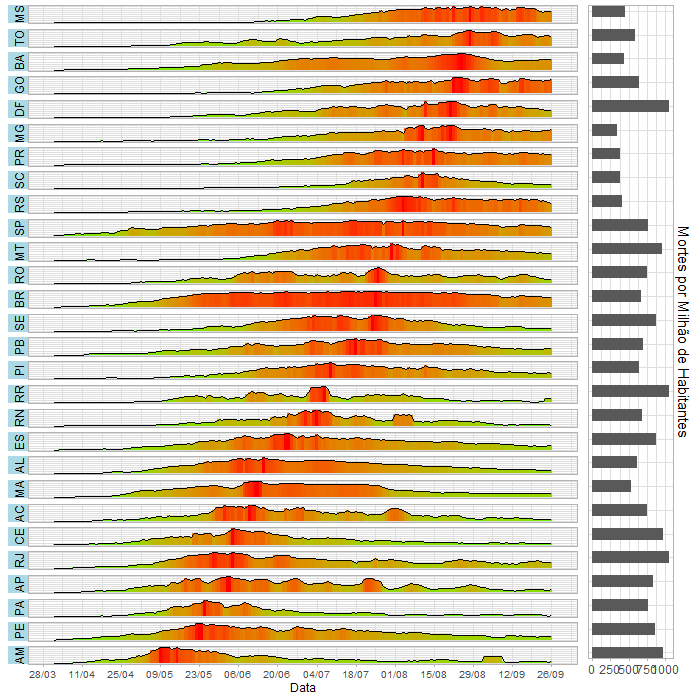 MS
TO
BA
GO
DF
MG
PR
SC
RS
SP
MT
RO
BR
SE
PB
PI
RR
RN
ES
AL
MA
AC
CE
RJ
AP
PA
PE
AM
28/03 11/04 25/04 09/05 23/05 06/06 20/06 04/07 18/07 01/08 15/08 29/08 12/09 26/09
Data
0 250 500 750 1000
Mortes por Milhão de Habitantes